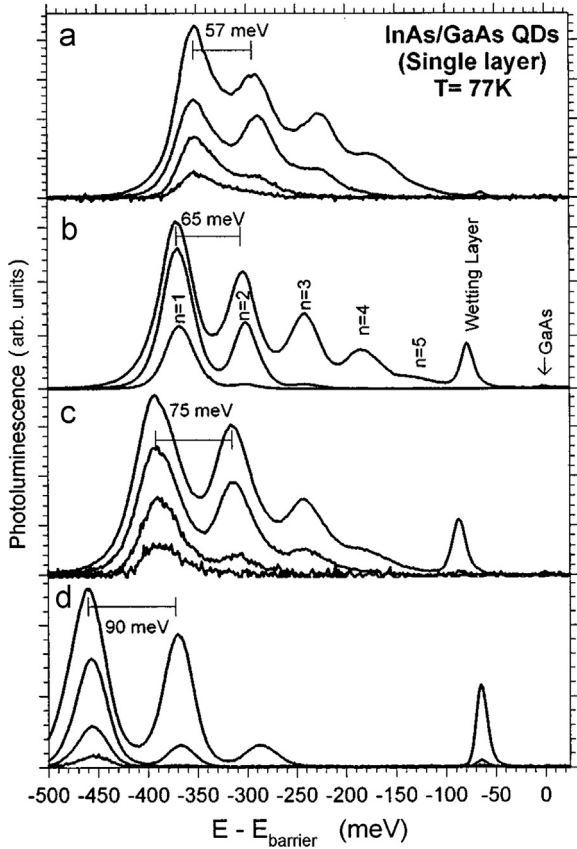 a
57 meV
InAs/GaAs QDs
(Single layer)
T= 77K
b
65 meV
n=1
n=2
n=3
n=4
n=5
Wetting Layer
GaAs
c
75 meV
d
90 meV
Photoluminescence ( arb. units)
-500 -450 -400 -350 -300 -250 -200 -150 -100 -50 0
E - Ebarrier (meV)